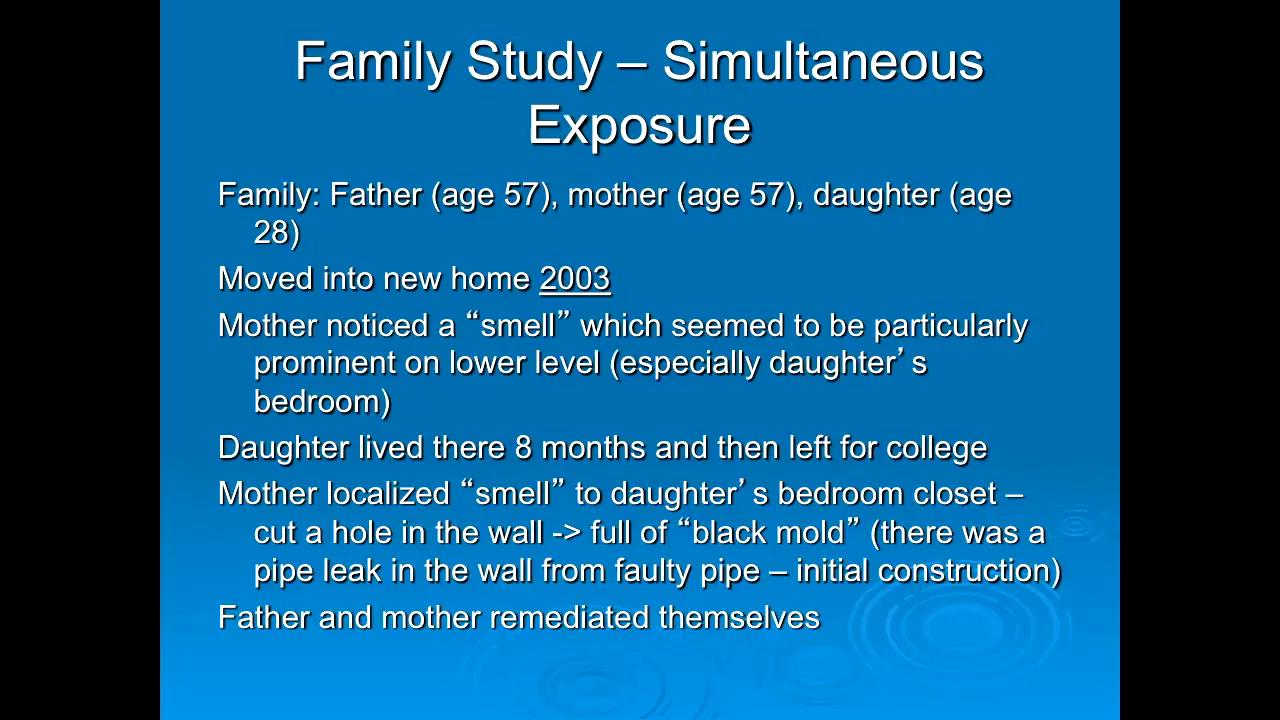 Family Study – Simultaneous
Exposure
Family: Father (age 57), mother (age 57), daughter (age
28)
Moved into new home 2003
Mother noticed a “smell” which seemed to be particularly
prominent on lower level (especially daughter’s
bedroom)
Daughter lived there 8 months and then left for college
Mother localized “smell” to daughter’s bedroom closet –
cut a hole in the wall -> full of “black mold” (there was a
pipe leak in the wall from faulty pipe – initial construction)
Father and mother remediated themselves